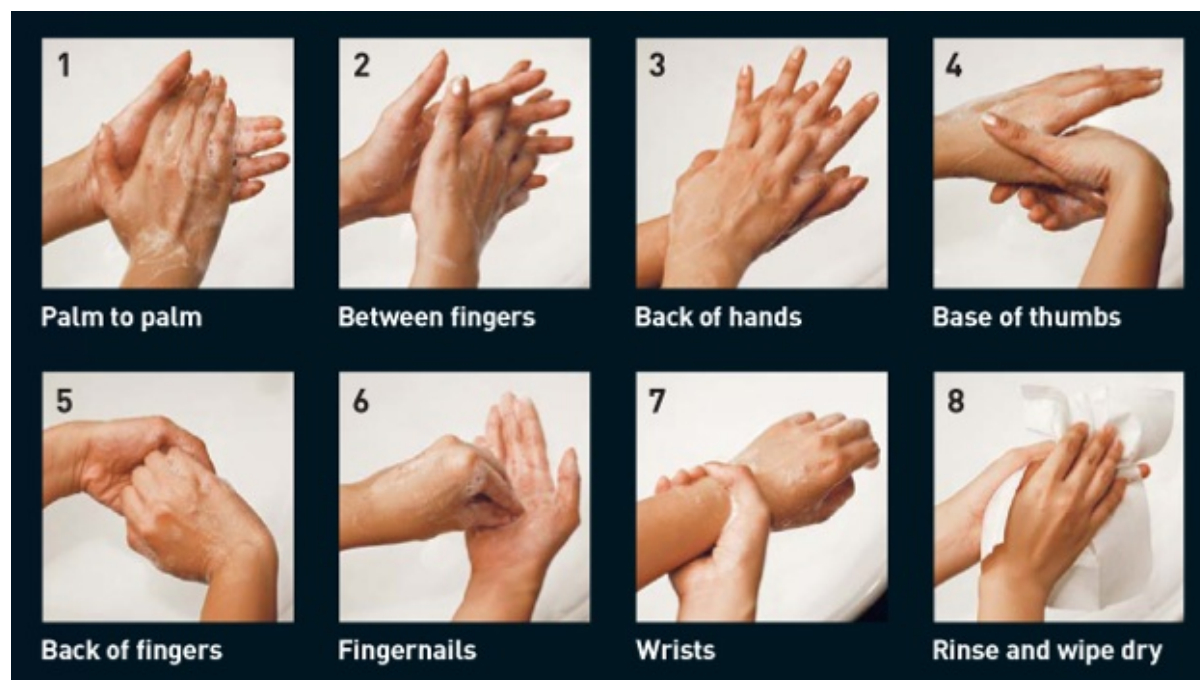 1
2
3
4
Palm to palm
Between fingers
Back of hands
Base of thumbs
5
6
7
8
Back of fingers
Fingernails
Wrists
Rinse and wipe dry